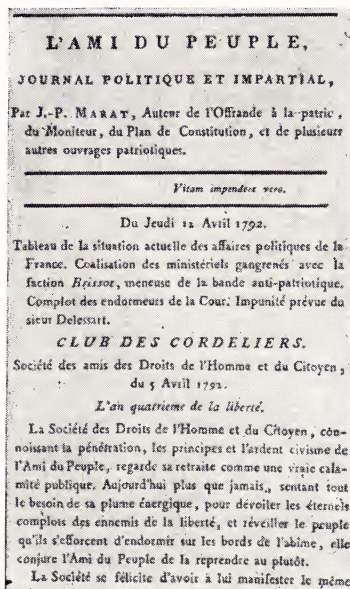 L'AMI DU PEUPLE,
JOURNAL POLITIQUE ET IMPARTIAL,
Par J.-P. MARAT, Auteur de l'Offrande à la patrie,
du Moniteur, du Plan de Constitution, et de plusieurs
autres ouvrages patriotiques.
Vitam impendere vero.
Du Jeudi 12 Avril 1792.
Tableau de la situation actuelle des affaires politiques de la
France. Coalisation des ministériels gangrenés avec la
faction Brissot, meneuse de la bande anti-patriotique.
Complot des endormeurs de la Cour. Impunité prévue du
sieur Delessart.
CLUB DES CORDELIERS.
Société des amis des Droits de l'Homme et du Citoyen,
du 5 Avril 1792.
L'an quatrieme de la liberté.
La Société des Droits de l'Homme et du Citoyen, con-
noissant la pénétration, les principes et l'ardent civisme de
l'Ami du Peuple, regarde sa retraite comme une vraie cala-
mité publique. Aujourd'hui plus que jamais, sentant tout
le besoin de sa plume énergique, pour dévoiler les éternels
complots des ennemis de la liberté, et réveiller le peuple
qu'ils s'efforcent d'endormir sur les bords de l'abime, elle
conjure l'Ami du Peuple de la reprendre au plutôt.
La Société se félicite d'avoir à lui manifester le même